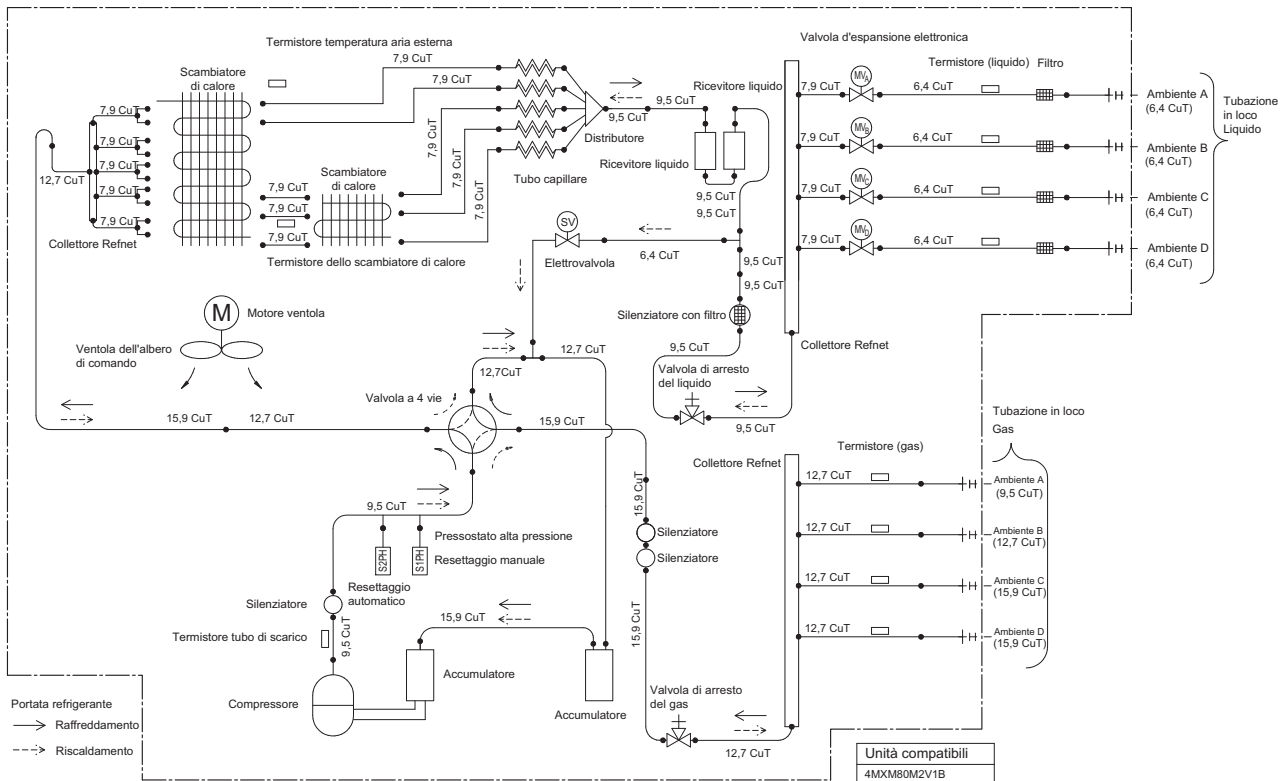 Termistore temperatura aria esterna
Valvola d'espansione elettronica
7,9 CuT
Scambiatore
di calore
7,9 CuT
Termistore (liquido)
Filtro
Ricevitore liquido
7,9 CuT
MVA
6,4 CuT
Ambiente A
(6,4 CuT)
Tubazione
in loco
Liquido
9,5 CuT
9,5 CuT
Distributore
7,9 CuT
7,9 CuT
7,9 CuT
7,9 CuT
7,9 CuT
12,7 CuT
Collettore Refnet
7,9 CuT
7,9 CuT
7,9 CuT
7,9 CuT
7,9 CuT
7,9 CuT
7,9 CuT
Scambiatore
di calore
Tubo capillare
Ricevitore liquido
9,5 CuT
9,5 CuT
7,9 CuT
MVB
6,4 CuT
Ambiente B
(6,4 CuT)
7,9 CuT
MVC
6,4 CuT
Ambiente C
(6,4 CuT)
7,9 CuT
MVD
6,4 CuT
Ambiente D
(6,4 CuT)
Termistore dello scambiatore di calore
SV
Elettrovalvola
6,4 CuT
9,5 CuT
9,5 CuT
M
Motore ventola
Silenziatore con filtro
Ventola dell'albero
di comando
12,7 CuT
12,7CuT
9,5 CuT
Collettore Refnet
Valvola di arresto
del liquido
9,5 CuT
Valvola a 4 vie
15,9 CuT
12,7 CuT
15,9 CuT
Tubazione in loco
Gas
Termistore (gas)
Collettore Refnet
12,7 CuT
Ambiente A
(9,5 CuT)
15,9 CuT
9,5 CuT
Pressostato alta pressione
S2PH
S1PH
Resettaggio manuale
Resettaggio
automatico
Silenziatore
Silenziatore
12,7 CuT
Ambiente B
(12,7 CuT)
12,7 CuT
Ambiente C
(15,9 CuT)
12,7 CuT
Ambiente D
(15,9 CuT)
Silenziatore
Termistore tubo di scarico
9,5 CuT
15,9 CuT
15,9 CuT
Accumulatore
Compressore
Accumulatore
Valvola di arresto
del gas
12,7 CuT
Portata refrigerante
Raffreddamento
Riscaldamento
Unità compatibili
4MXM80M2V1B